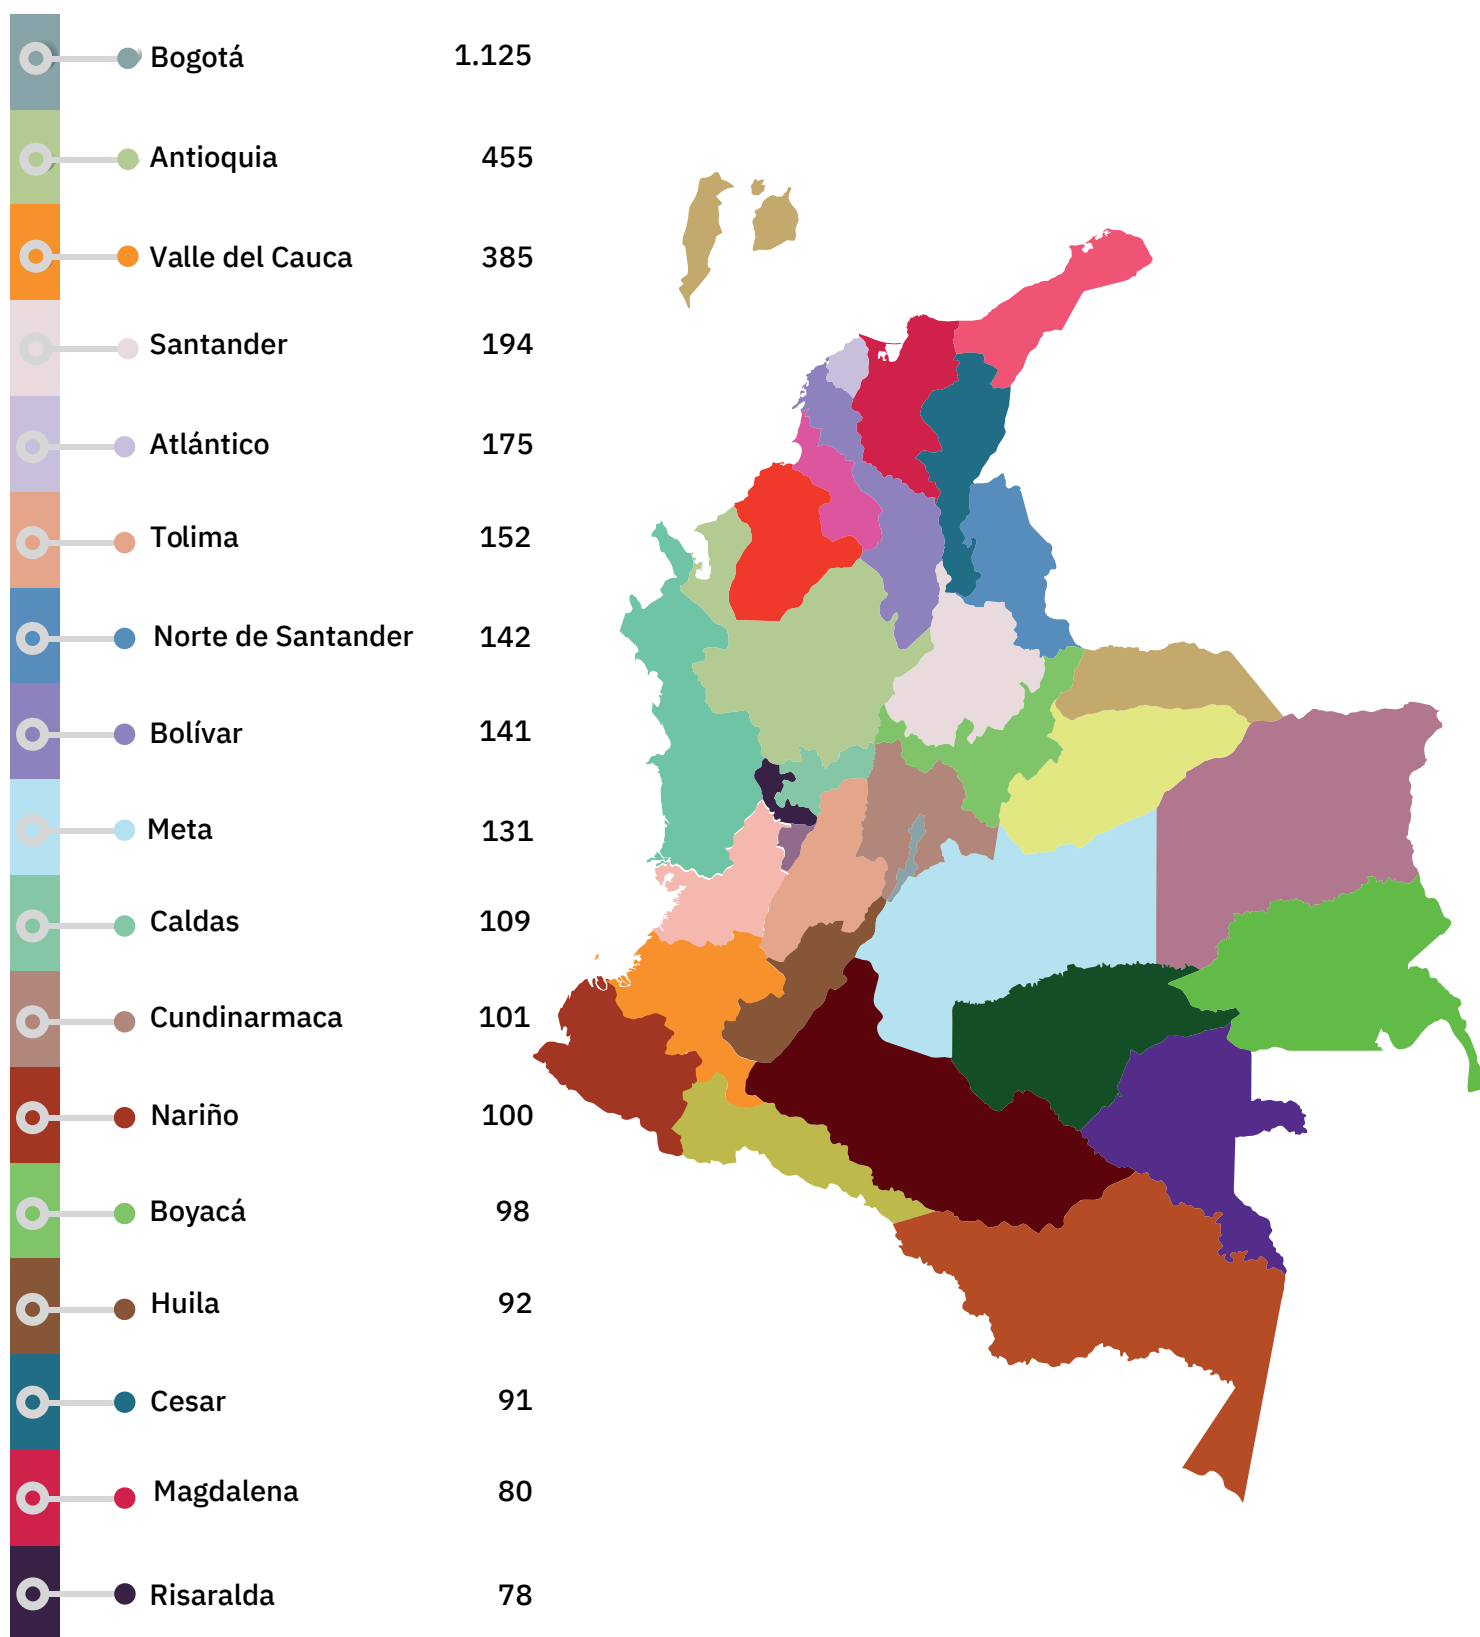 Bogotá 1.125
Antioquia 455
Valle del Cauca 385
Santander 194
Atlántico 175
Tolima 152
Norte de Santander 142
Bolívar 141
Meta 131
Caldas 109
Cundinarmaca 101
Nariño 100
Boyacá 98
Huila 92
Cesar 91
Magdalena 80
Risaralda 78